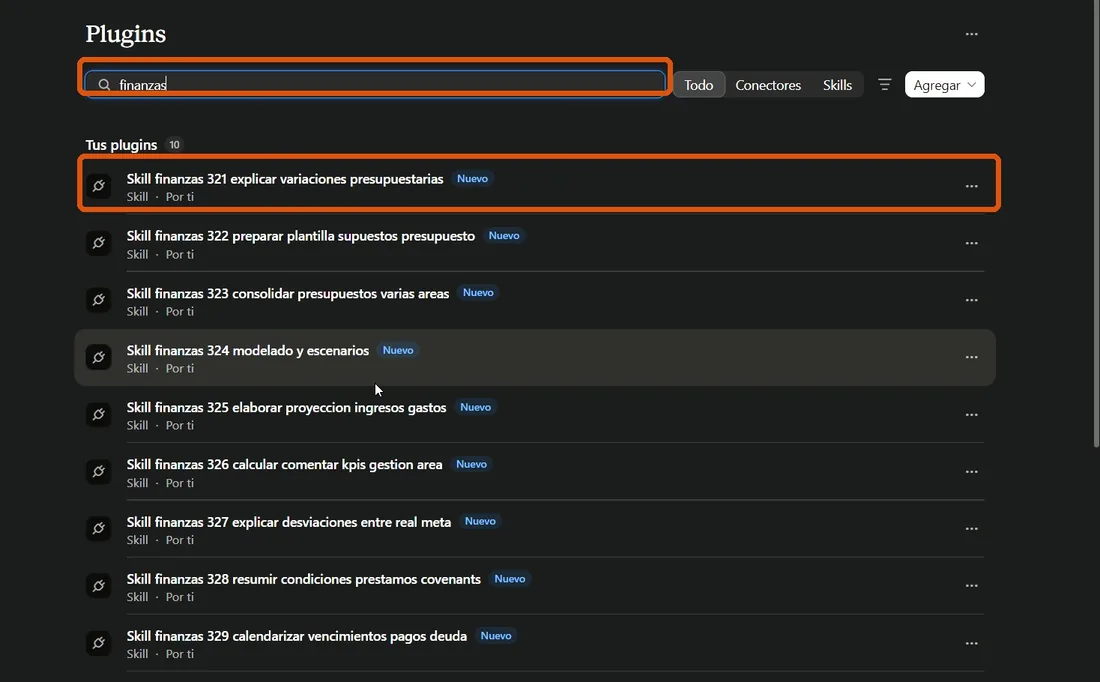 Plugins
finanzas
Todo
Conectores
Skills
Agregar
Tus plugins 10
Skill finanzas 321 explicar variaciones presupuestarias Nuevo
Skill · Por ti
Skill finanzas 322 preparar plantilla supuestos presupuesto Nuevo
Skill · Por ti
Skill finanzas 323 consolidar presupuestos varias areas Nuevo
Skill · Por ti
Skill finanzas 324 modelado y escenarios Nuevo
Skill · Por ti
Skill finanzas 325 elaborar proyeccion ingresos gastos Nuevo
Skill · Por ti
Skill finanzas 326 calcular comentar kpis gestion area Nuevo
Skill · Por ti
Skill finanzas 327 explicar desviaciones entre real meta Nuevo
Skill · Por ti
Skill finanzas 328 resumir condiciones prestamos covenants Nuevo
Skill · Por ti
Skill finanzas 329 calendarizar vencimientos pagos deuda Nuevo
Skill · Por ti